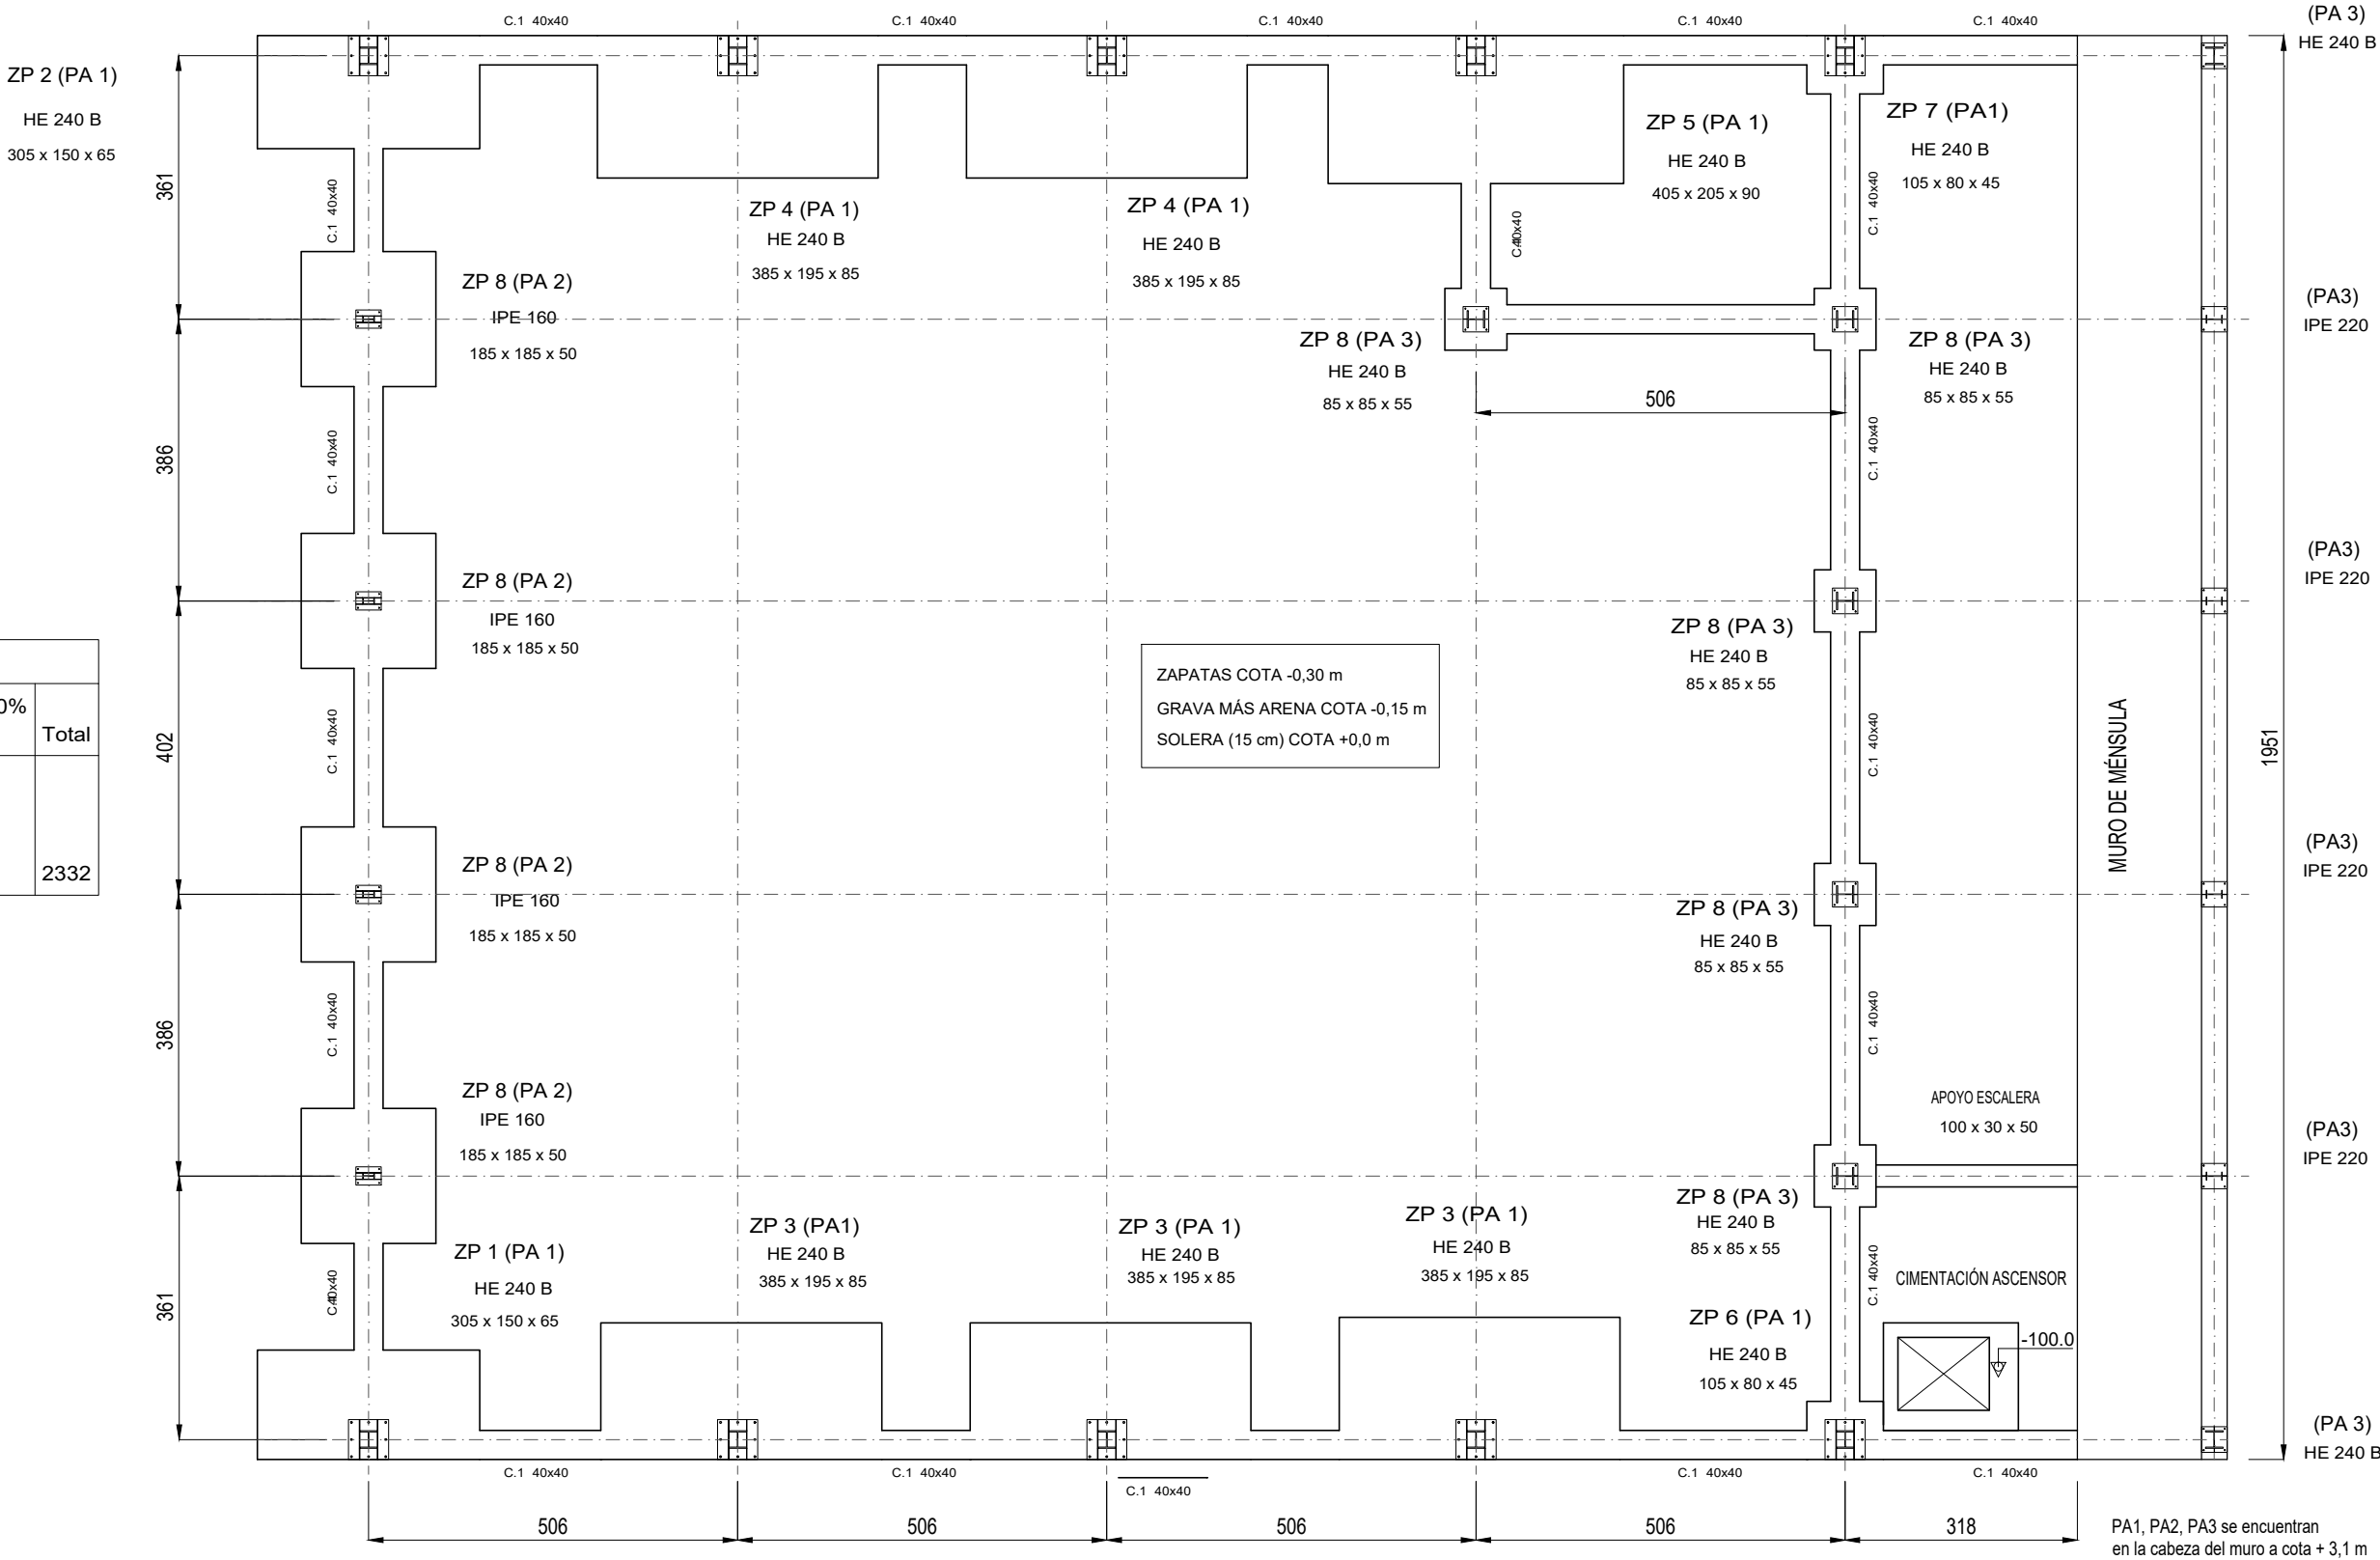 C.1 40x40
C.1 40x40
C.1 40x40
C.1 40x40
C.1 40x40
(PA 3)
HE 240 B
ZP 2 (PA 1)
HE 240 B
305 x 150 x 65
361
C.1 40x40
ZP 4 (PA 1)
HE 240 B
385 x 195 x 85
ZP 4 (PA 1)
HE 240 B
385 x 195 x 85
ZP 5 (PA 1)
HE 240 B
405 x 205 x 90
ZP 7 (PA1)
HE 240 B
105 x 80 x 45
C.1 40x40
ZP 8 (PA 2)
IPE 160
185 x 185 x 50
ZP 8 (PA 3)
HE 240 B
85 x 85 x 55
ZP 8 (PA 3)
HE 240 B
85 x 85 x 55
(PA3)
IPE 220
506
386
C.1 40x40
C.1 40x40
ZP 8 (PA 2)
IPE 160
185 x 185 x 50
(PA3)
IPE 220
ZP 8 (PA 3)
HE 240 B
85 x 85 x 55
0%
Total
2332
402
C.1 40x40
ZAPATAS COTA -0,30 m
GRAVA MÁS ARENA COTA -0,15 m
SOLERA (15 cm) COTA +0,0 m
C.1 40x40
MURO DE MÉNSULA
1951
ZP 8 (PA 2)
IPE 160
185 x 185 x 50
ZP 8 (PA 3)
HE 240 B
85 x 85 x 55
(PA3)
IPE 220
386
C.1 40x40
C.1 40x40
ZP 8 (PA 2)
IPE 160
185 x 185 x 50
APOYO ESCALERA
100 x 30 x 50
(PA3)
IPE 220
361
ZP 1 (PA 1)
HE 240 B
305 x 150 x 65
ZP 3 (PA1)
HE 240 B
385 x 195 x 85
ZP 3 (PA 1)
HE 240 B
385 x 195 x 85
ZP 3 (PA 1)
HE 240 B
385 x 195 x 85
ZP 8 (PA 3)
HE 240 B
85 x 85 x 55
C.1 40x40
CIMENTACIÓN ASCENSOR
ZP 6 (PA 1)
HE 240 B
105 x 80 x 45
-100.0
(PA 3)
HE 240 B
C.1 40x40
C.1 40x40
C.1 40x40
C.1 40x40
C.1 40x40
506
506
506
506
318
PA1, PA2, PA3 se encuentran
en la cabeza del muro a cota + 3,1 m